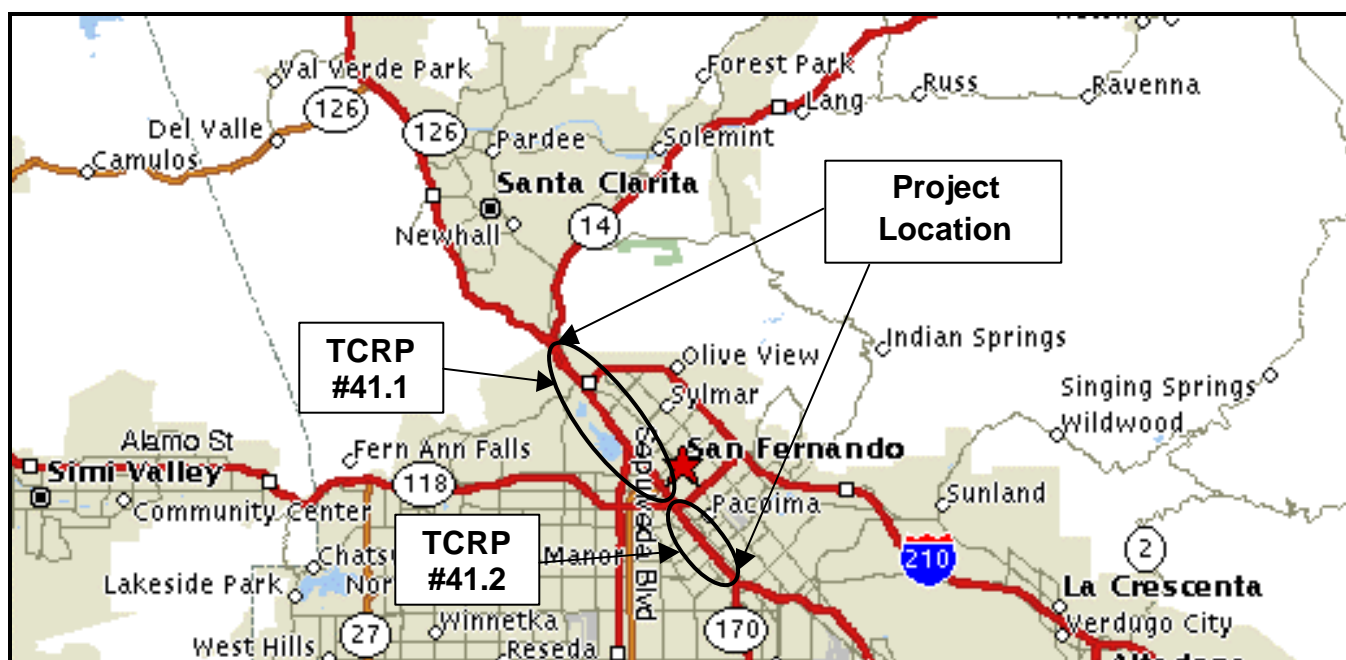 Val Verde Park
Forest Park
Russ
Ravenna
126
Lang
Del Valle
126
Pardee
Solemint
Camulos
Santa Clarita
Project
Location
Newhall
14
TCRP
#41.1
Olive View
Indian Springs
Sylmar
Singing Springs
Wildwood
Alamo St
Fern Ann Falls
San Fernando
Simi Valley
118
Sepulveda Blvd
Sunland
Community Center
Pacoima
TCRP
#41.2
Manor
2
210
Lakeside Park
La Crescenta
27
Winnetka
170
Verdugo City
West Hills
Reseda